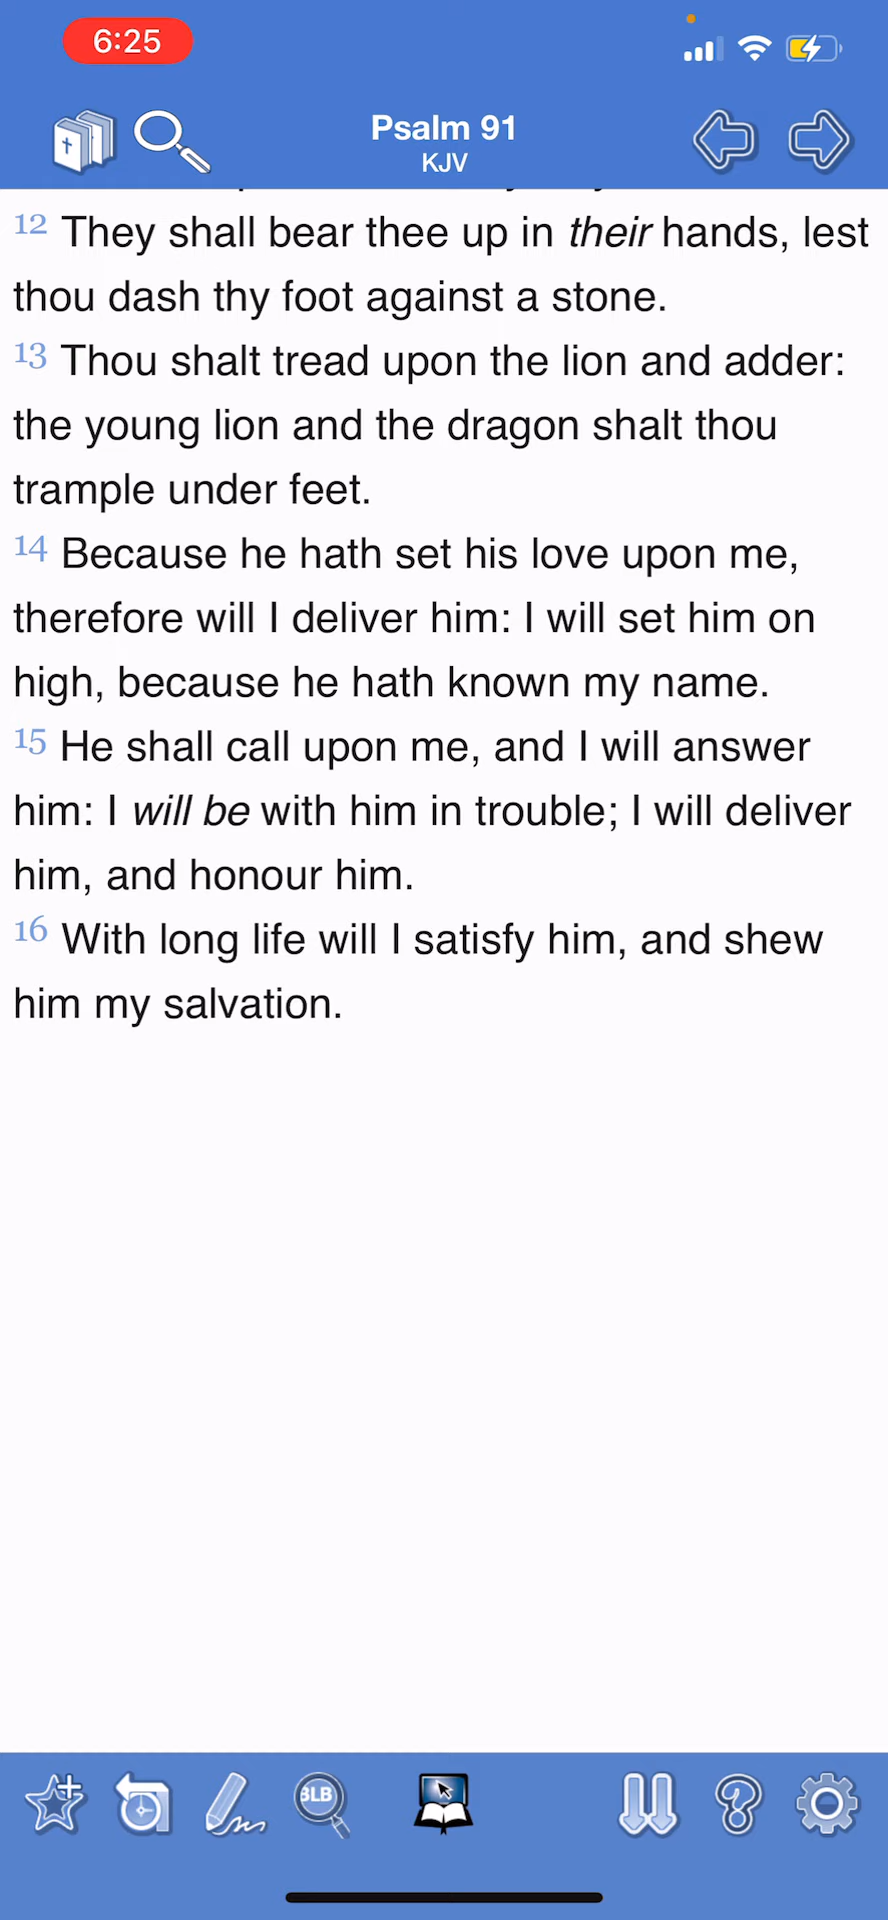 6:25
Psalm 91
KJV
12 They shall bear thee up in their hands, lest
thou dash thy foot against a stone.
13 Thou shalt tread upon the lion and adder:
the young lion and the dragon shalt thou
trample under feet.
14 Because he hath set his love upon me,
therefore will I deliver him: I will set him on
high, because he hath known my name.
15 He shall call upon me, and I will answer
him: I will be with him in trouble; I will deliver
him, and honour him.
16 With long life will I satisfy him, and shew
him my salvation.
BLB